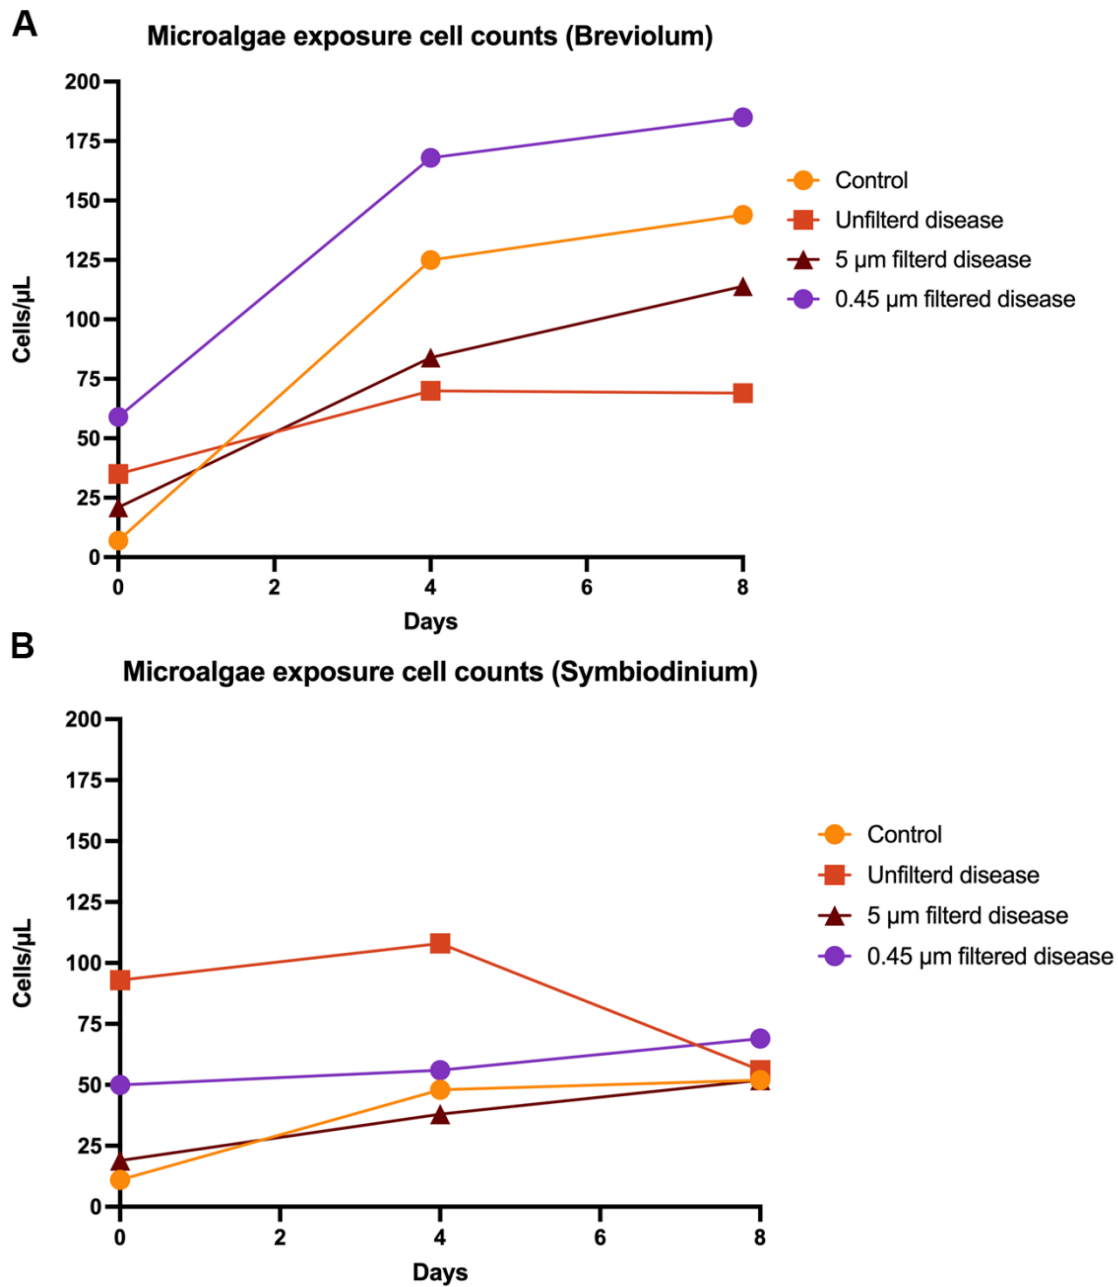 A
Microalgae exposure cell counts (Breviolum)
200
175
150
125
100
75
50
25
0
Cells/µL
0 2 4 6 8
Days
Control
Unfilterd disease
5 µm filterd disease
0.45 µm filtered disease
B
Microalgae exposure cell counts (Symbiodinium)
200
175
150
125
100
75
50
25
0
Cells/µL
0 2 4 6 8
Days
Control
Unfilterd disease
5 µm filterd disease
0.45 µm filtered disease